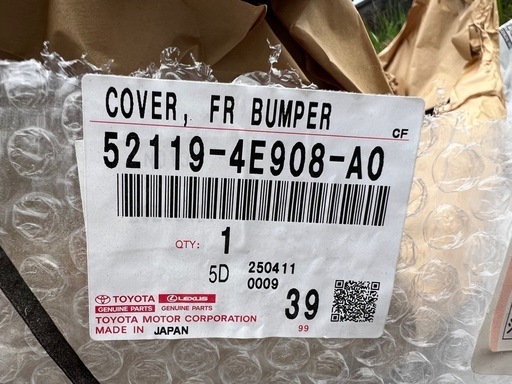 COVER, FR BUMPER
CF
52119-4E908-A0
QTY: 1
5D 250411
0009
TOYOTA LEXUS
GENUINE PARTS GENUINE PARTS
39
TOYOTA MOTOR CORPORATION
99
MADE IN JAPAN